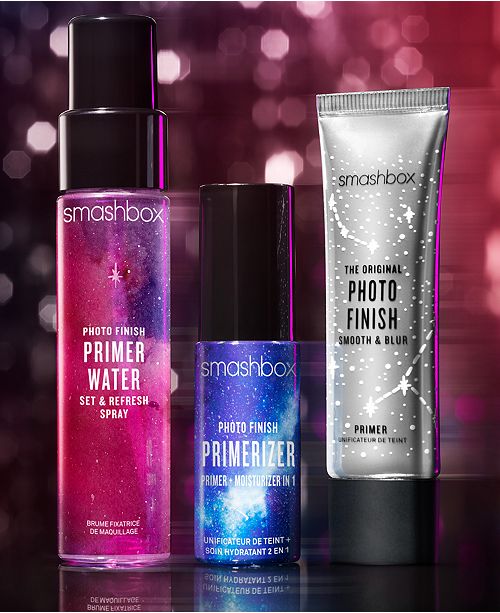 smashbox
PHOTO FINISH
PRIMER
WATER
SET & REFRESH
SPRAY
BRUME FIXATRICE
DE MAQUILLAGE
smashbox
PHOTO FINISH
PRIMERIZER
PRIMER + MOISTURIZER IN 1
UNIFICATEUR DE TEINT +
SOIN HYDRATANT 2 EN 1
smashbox
THE ORIGINAL
PHOTO
FINISH
SMOOTH & BLUR
PRIMER
UNIFICATEUR DE TEINT